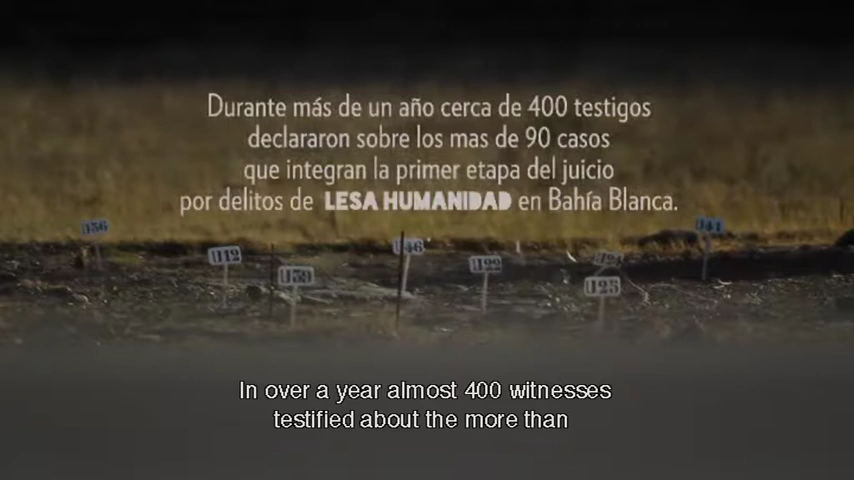 Durante más de un año cerca de 400 testigos
declararon sobre los mas de 90 casos
que integran la primer etapa del juicio
por delitos de LESA HUMANIDAD en Bahía Blanca.
In over a year almost 400 witnesses
testified about the more than